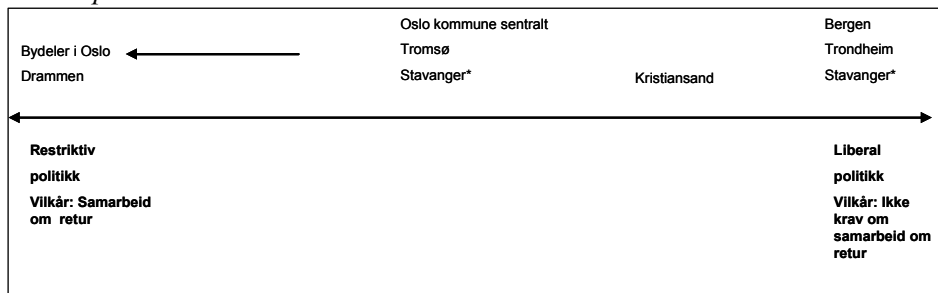 Oslo kommune sentralt
Bergen
Bydeler i Oslo
Tromsø
Trondheim
Drammen
Stavanger*
Kristiansand
Stavanger*
Restriktiv
politikk
Vilkår: Samarbeid
om retur
Liberal
politikk
Vilkår: Ikke
krav om
samarbeid om
retur